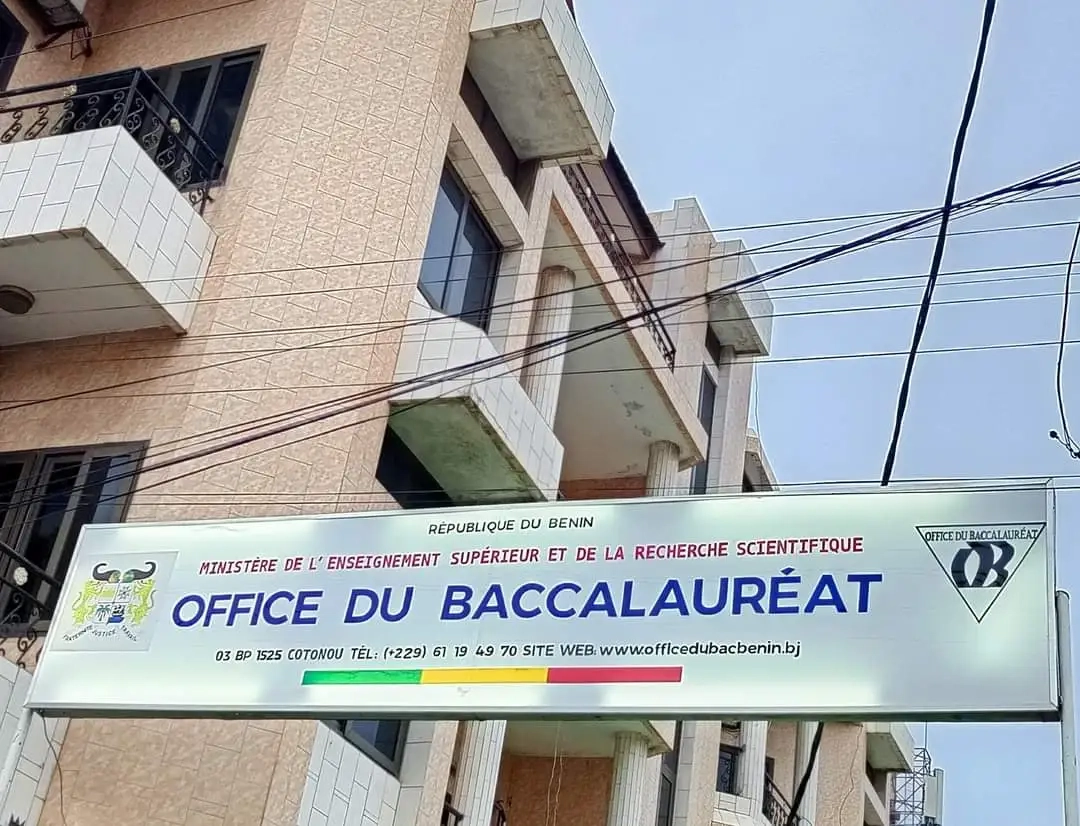 RÉPUBLIQUE DU BENIN
MINISTÈRE DE L'ENSEIGNEMENT SUPÉRIEUR ET DE LA RECHERCHE SCIENTIFIQUE
OFFICE DU BACCALAURÉAT
03 BP 1525 COTONOU TÉL: (+229) 61 19 49 70 SITE WEB: www.officedubacbenin.bj
FRATERNITÉ JUSTICE TRAVAIL
OFFICE DU BACCALAURÉAT
OB